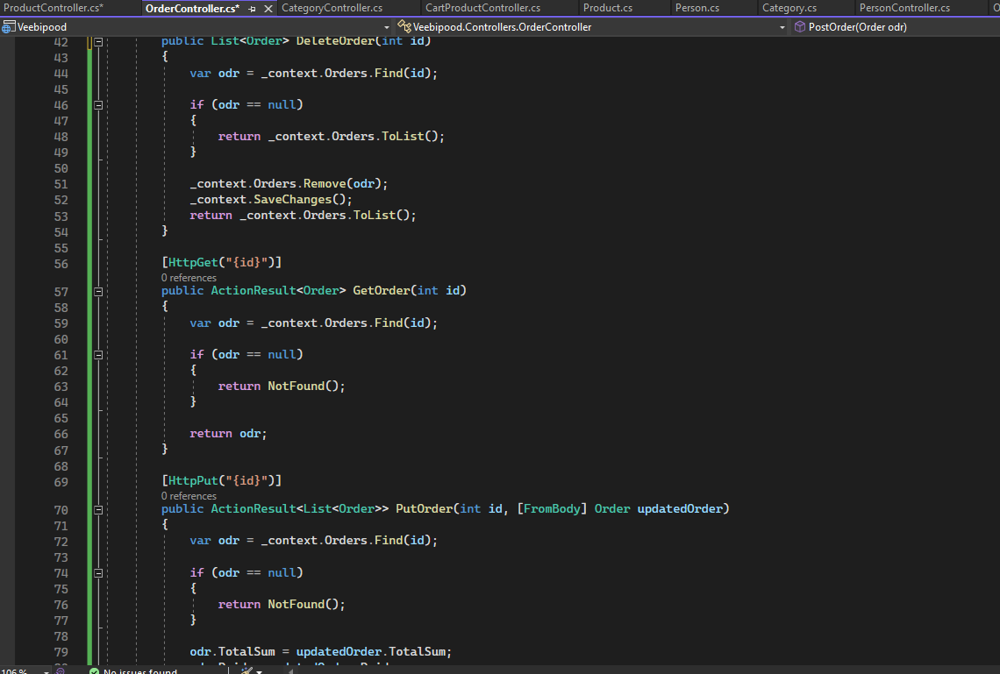 ProductController.cs* OrderController.cs* CategoryController.cs CartProductController.cs Product.cs Person.cs Category.cs PersonController.cs
Veebipood Veebipood.Controllers.OrderController PostOrder(Order odr)
42 public List<Order> DeleteOrder(int id)
43 {
44 var odr = _context.Orders.Find(id);
45
46 if (odr == null)
47 {
48 return _context.Orders.ToList();
49 }
50
51 _context.Orders.Remove(odr);
52 _context.SaveChanges();
53 return _context.Orders.ToList();
54 }
55
56 [HttpGet("{id}")]
0 references
57 public ActionResult<Order> GetOrder(int id)
58 {
59 var odr = _context.Orders.Find(id);
60
61 if (odr == null)
62 {
63 return NotFound();
64 }
65
66 return odr;
67 }
68
69 [HttpPut("{id}")]
0 references
70 public ActionResult<List<Order>> PutOrder(int id, [FromBody] Order updatedOrder)
71 {
72 var odr = _context.Orders.Find(id);
73
74 if (odr == null)
75 {
76 return NotFound();
77 }
78
79 odr.TotalSum = updatedOrder.TotalSum;
106 % No issues found